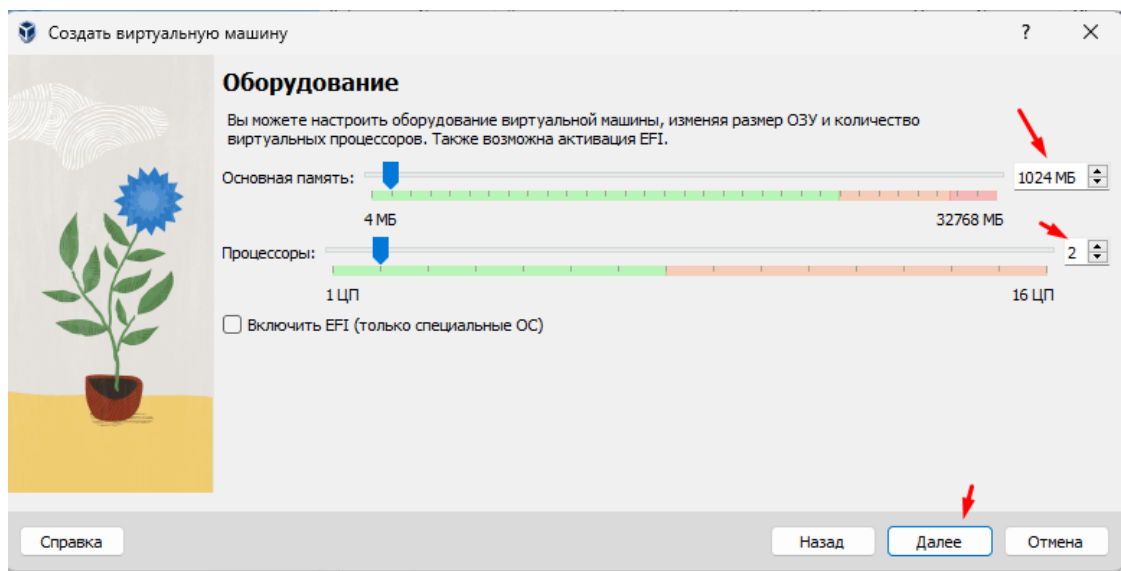 Создать виртуальную машину
Оборудование
Вы можете настроить оборудование виртуальной машины, изменяя размер ОЗУ и количество
виртуальных процессоров. Также возможна активация EFI.
Основная память:
1024 МБ
4 МБ
32768 МБ
Процессоры:
2
1 ЦП
16 ЦП
Включить EFI (только специальные ОС)
Справка
Назад
Далее
Отмена